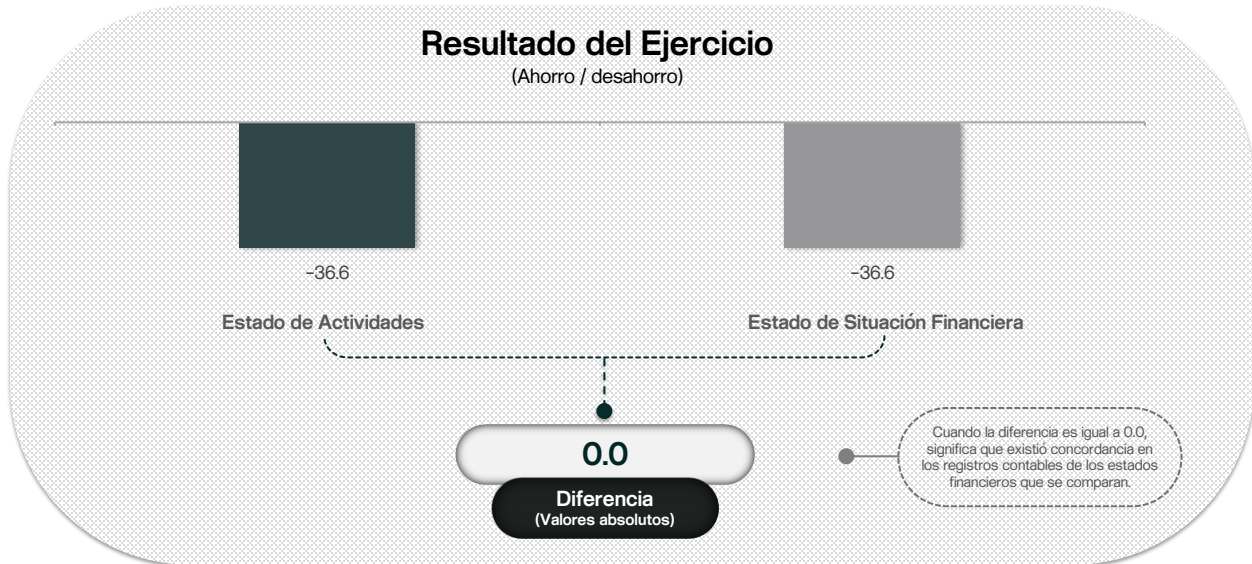 Resultado del Ejercicio
(Ahorro / desahorro)
-36.6
-36.6
Estado de Actividades
Estado de Situación Financiera
0.0
Diferencia
(Valores absolutos)
Cuando la diferencia es igual a 0.0,
significa que existió concordancia en
los registros contables de los estados
financieros que se comparan.